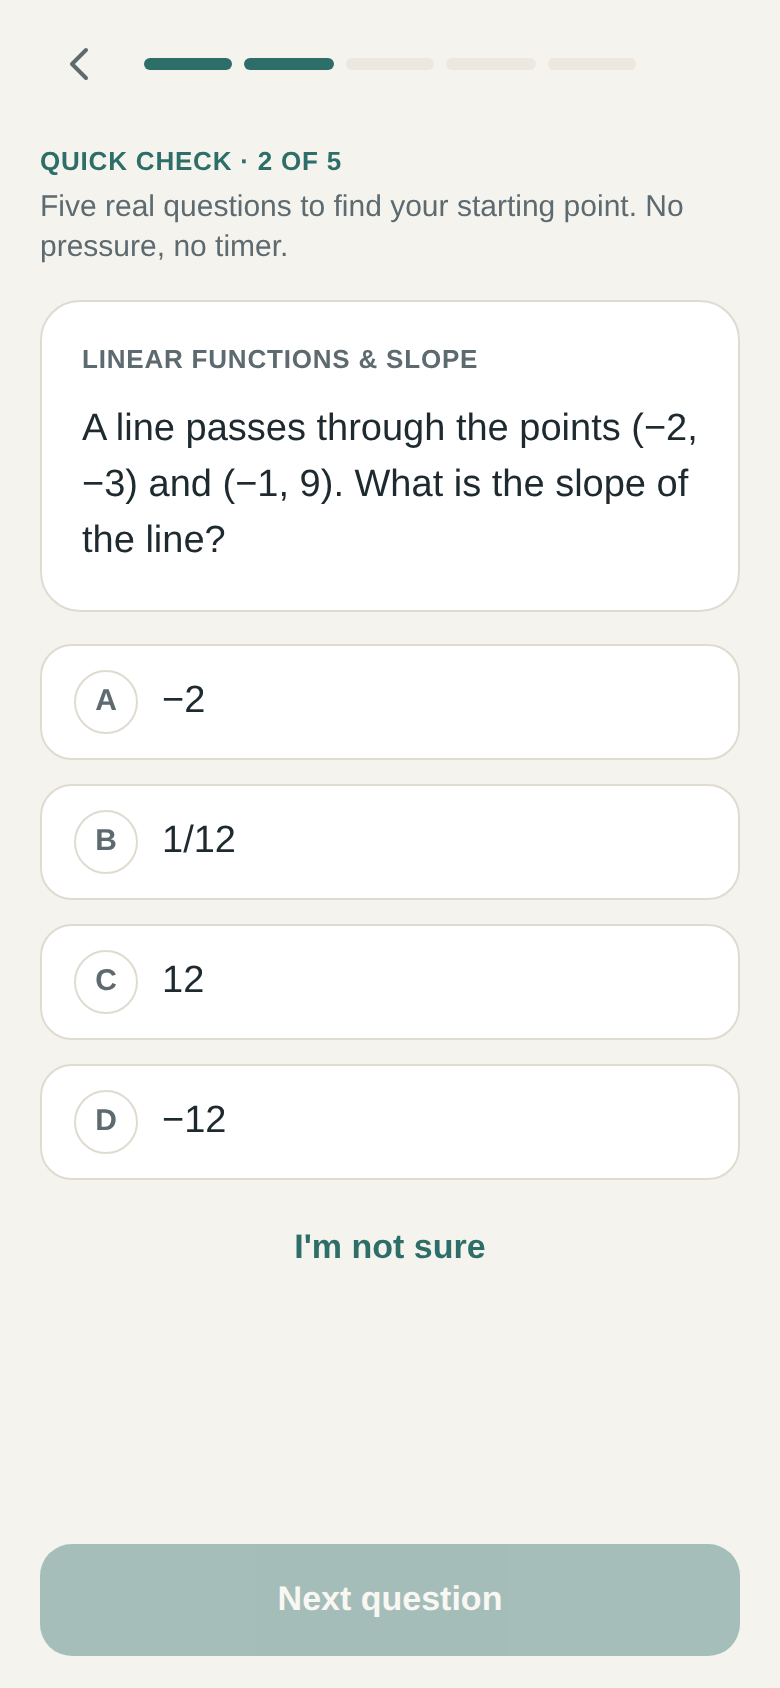 QUICK CHECK · 2 OF 5
Five real questions to find your starting point. No
pressure, no timer.
LINEAR FUNCTIONS & SLOPE
A line passes through the points (−2,
−3) and (−1, 9). What is the slope of
the line?
A −2
B 1/12
C 12
D −12
I'm not sure
Next question